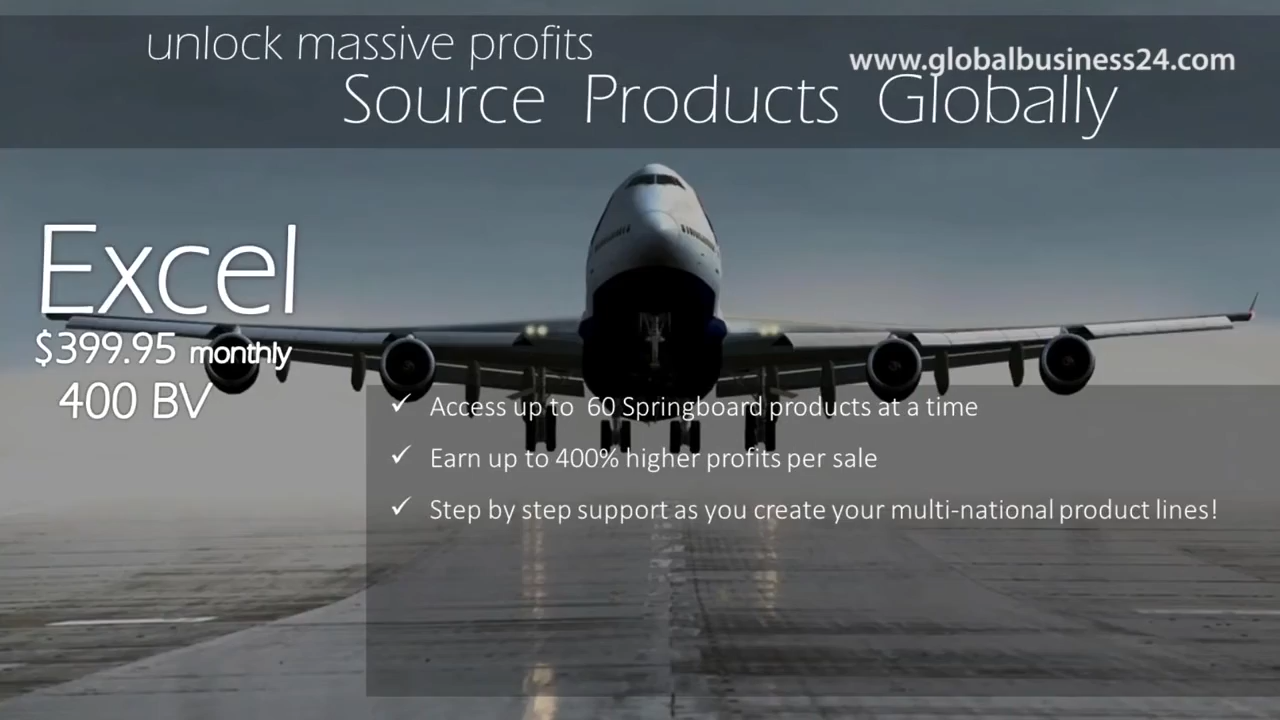 unlock massive profits
www.globalbusiness24.com
Source Products Globally
Excel
$399.95 monthly
400 BV
✓ Access up to 60 Springboard products at a time
✓ Earn up to 400% higher profits per sale
✓ Step by step support as you create your multi-national product lines!